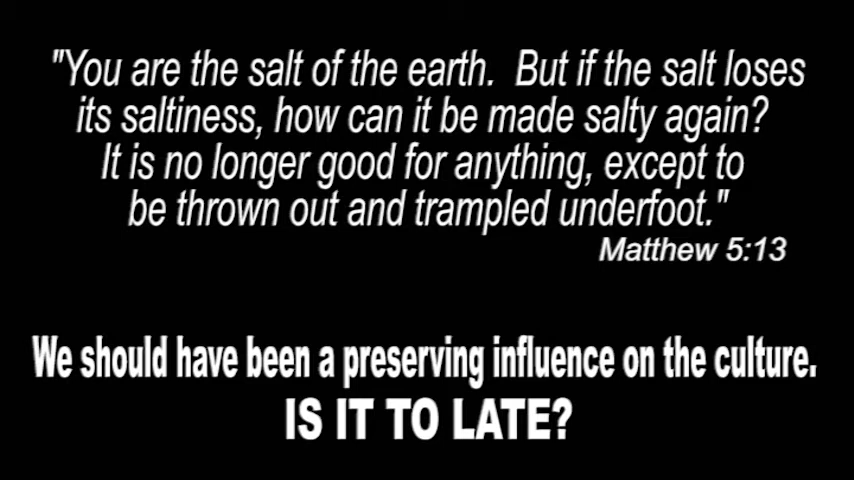 "You are the salt of the earth.  But if the salt loses
its saltiness, how can it be made salty again?
It is no longer good for anything, except to
be thrown out and trampled underfoot."
Matthew 5:13
We should have been a preserving influence on the culture.
IS IT TO LATE?